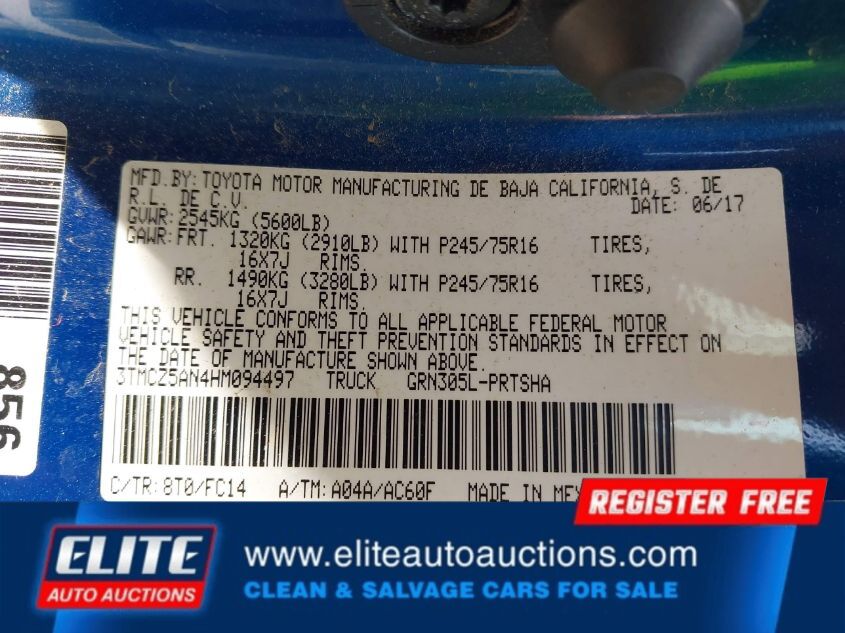 MFD.BY: TOYOTA MOTOR MANUFACTURING DE BAJA CALIFORNIA, S. DE
R.L. DE C.V. DATE: 06/17
GVWR: 2545KG (5600LB)
GAWR: FRT. 1320KG (2910LB) WITH P245/75R16 TIRES,
16X7J RIMS.
RR. 1490KG (3280LB) WITH P245/75R16 TIRES,
16X7J RIMS.
THIS VEHICLE CONFORMS TO ALL APPLICABLE FEDERAL MOTOR
VEHICLE SAFETY AND THEFT PREVENTION STANDARDS IN EFFECT ON
THE DATE OF MANUFACTURE SHOWN ABOVE.
3TMCZ5AN4HM094497 TRUCK GRN305L-PRTSHA
C/TR: 8T0/FC14 A/TM: A04A/AC60F MADE IN MEX
856
REGISTER FREE
ELITE
AUTO AUCTIONS
www.eliteautoauctions.com
CLEAN & SALVAGE CARS FOR SALE